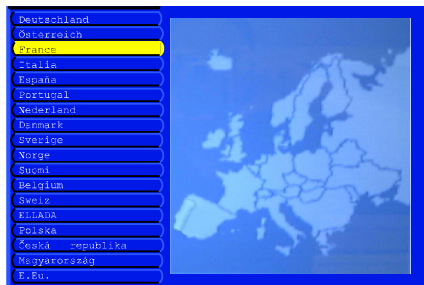 Deutschland
Österreich
France
Italia
España
Portugal
Nederland
Danmark
Sverige
Norge
Suomi
Belgium
Sweiz
ELLADA
Polska
Česká republika
Magyarország
E.Eu.